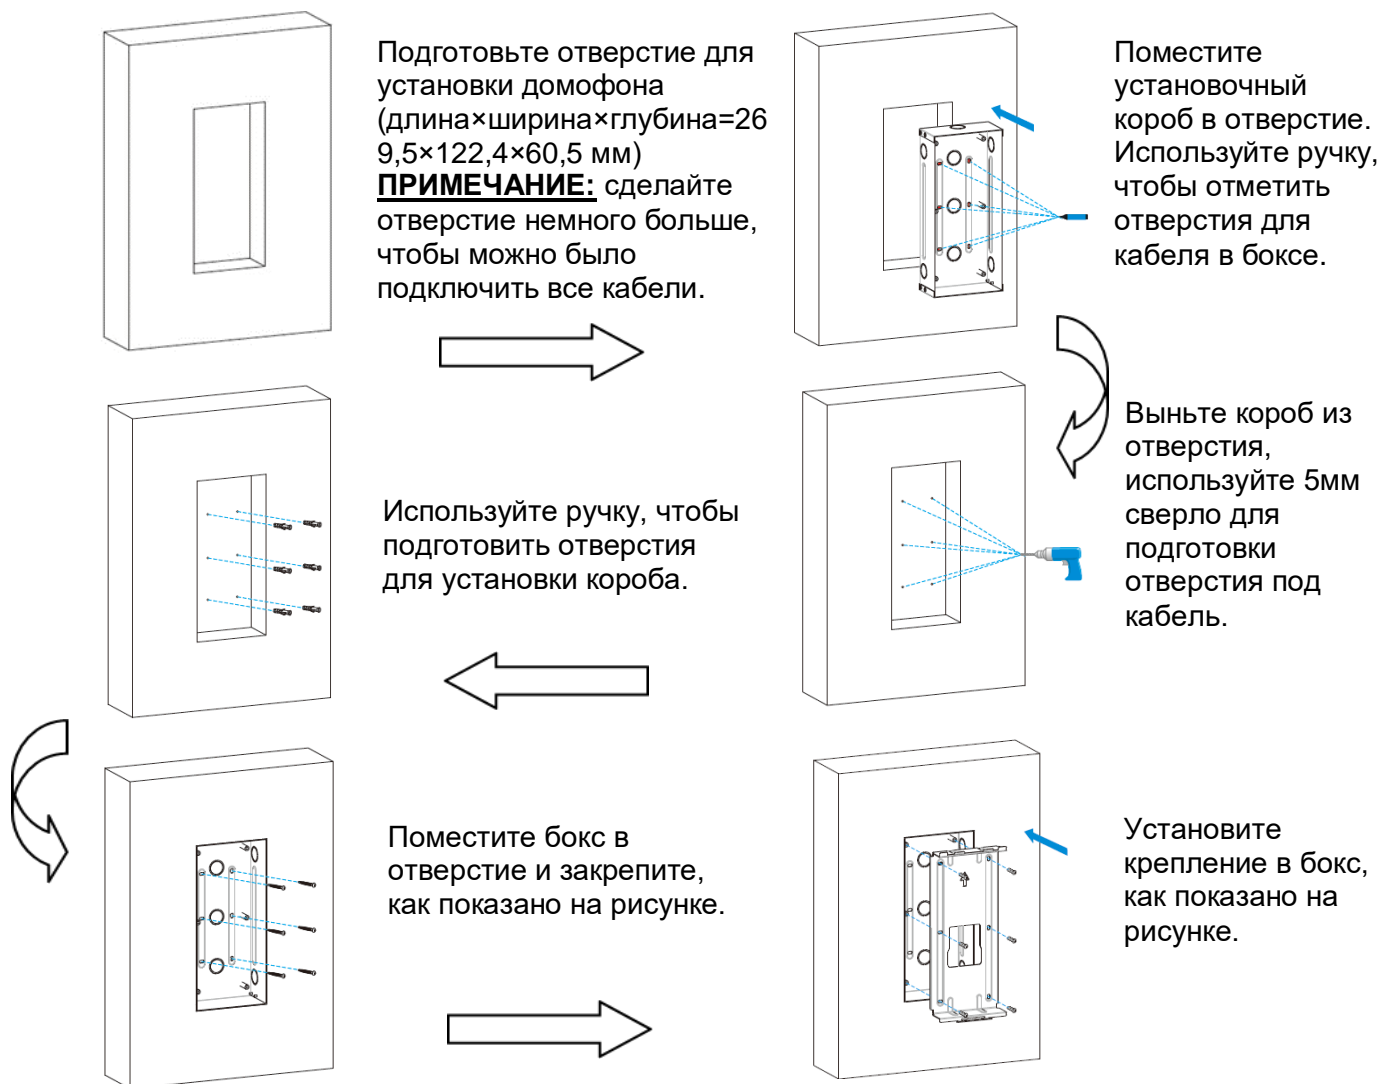 Подготовьте отверстие для
установки домофона
(длина×ширина×глубина=26
9,5×122,4×60,5 мм)
ПРИМЕЧАНИЕ: сделайте
отверстие немного больше,
чтобы можно было
подключить все кабели.
Поместите
установочный
короб в отверстие.
Используйте ручку,
чтобы отметить
отверстия для
кабеля в боксе.
Выньте короб из
отверстия,
используйте 5мм
сверло для
подготовки
отверстия под
кабель.
Используйте ручку, чтобы
подготовить отверстия
для установки короба.
Поместите бокс в
отверстие и закрепите,
как показано на рисунке.
Установите
крепление в бокс,
как показано на
рисунке.